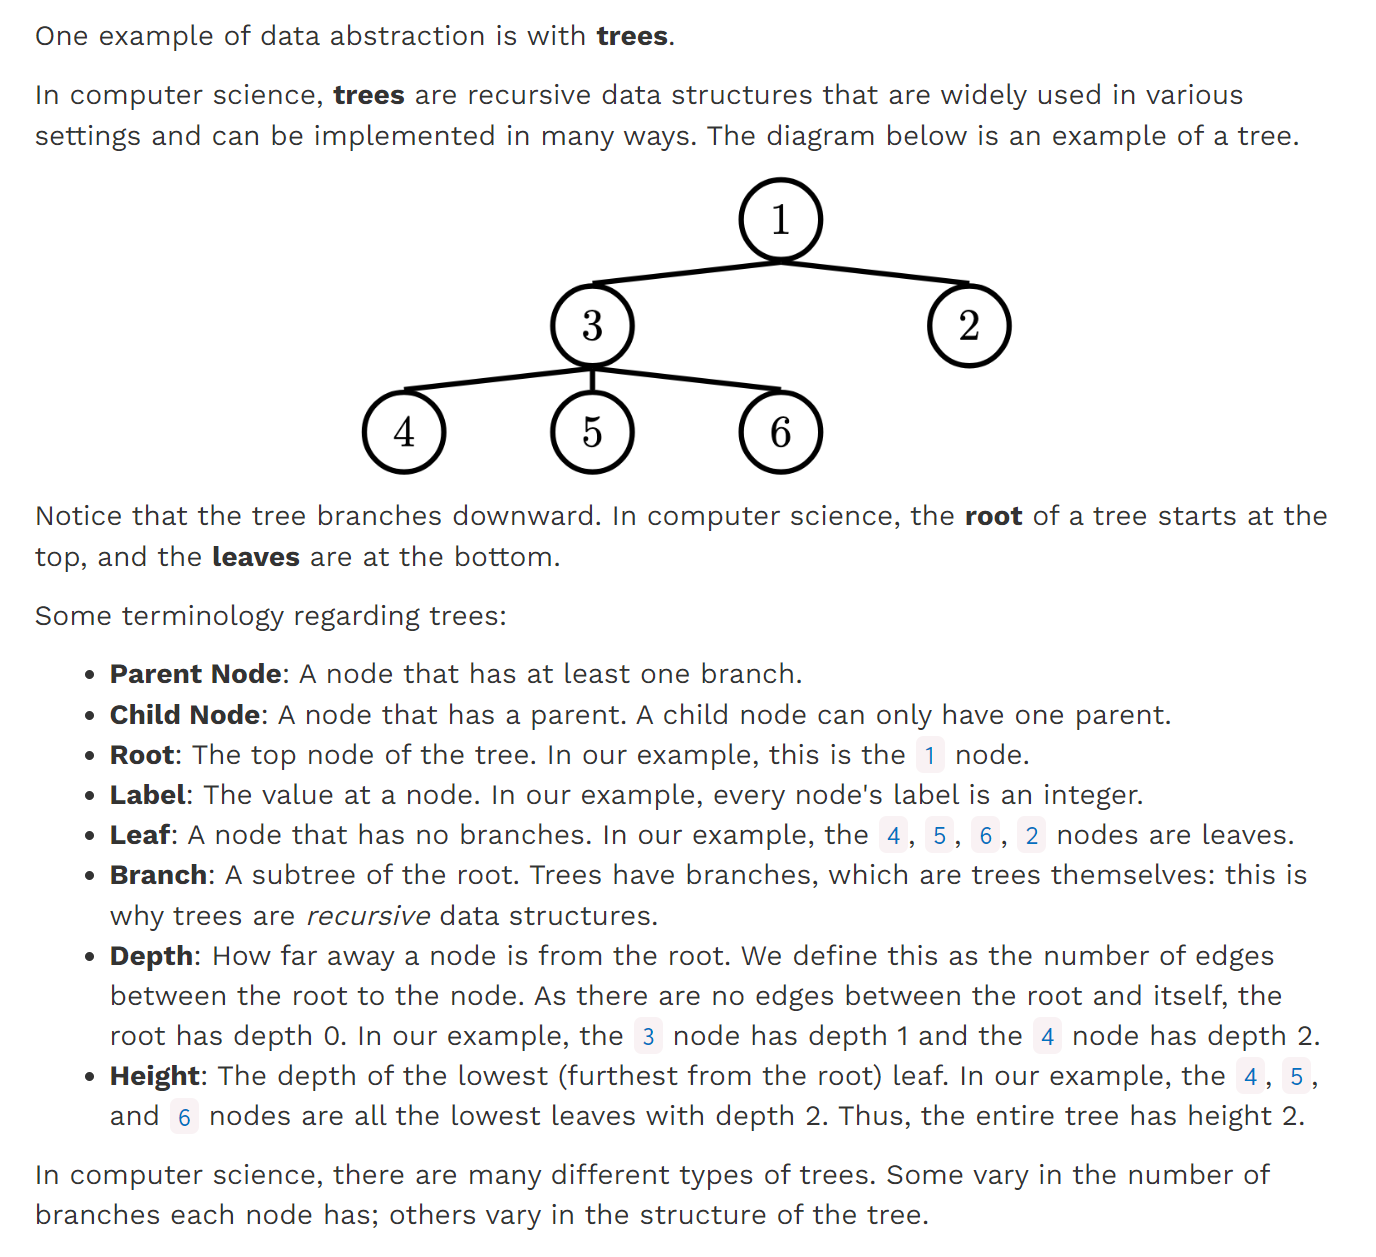 One example of data abstraction is with trees.
In computer science, trees are recursive data structures that are widely used in various
settings and can be implemented in many ways. The diagram below is an example of a tree.
1
3 2
4 5 6
Notice that the tree branches downward. In computer science, the root of a tree starts at the
top, and the leaves are at the bottom.
Some terminology regarding trees:
• Parent Node: A node that has at least one branch.
• Child Node: A node that has a parent. A child node can only have one parent.
• Root: The top node of the tree. In our example, this is the 1 node.
• Label: The value at a node. In our example, every node's label is an integer.
• Leaf: A node that has no branches. In our example, the 4, 5, 6, 2 nodes are leaves.
• Branch: A subtree of the root. Trees have branches, which are trees themselves: this is
why trees are recursive data structures.
• Depth: How far away a node is from the root. We define this as the number of edges
between the root to the node. As there are no edges between the root and itself, the
root has depth 0. In our example, the 3 node has depth 1 and the 4 node has depth 2.
• Height: The depth of the lowest (furthest from the root) leaf. In our example, the 4, 5,
and 6 nodes are all the lowest leaves with depth 2. Thus, the entire tree has height 2.
In computer science, there are many different types of trees. Some vary in the number of
branches each node has; others vary in the structure of the tree.